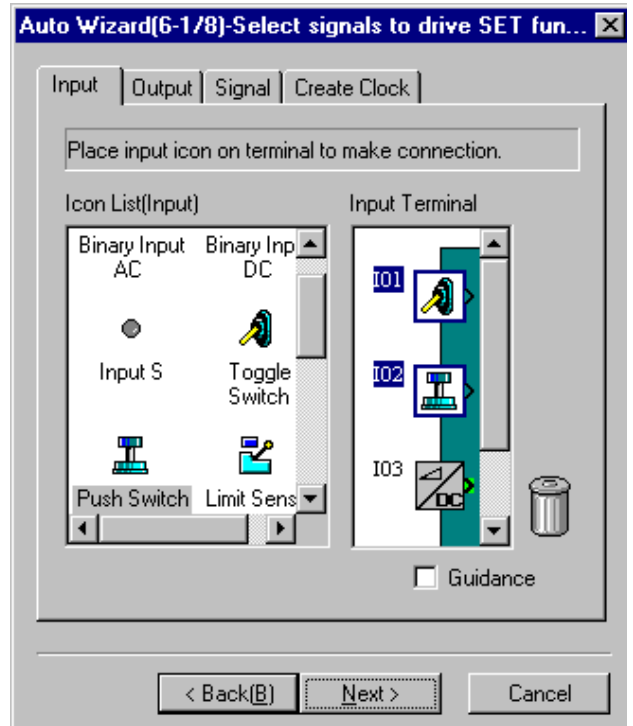 Auto Wizard(6-1/8)-Select signals to drive SET fun...
Input Output Signal Create Clock
Place input icon on terminal to make connection.
Icon List(Input) Input Terminal
Binary Input AC
Binary Inp DC
Input S
Toggle Switch
Push Switch
Limit Sens
I01
I02
I03
DC
Guidance
< Back(B) Next > Cancel